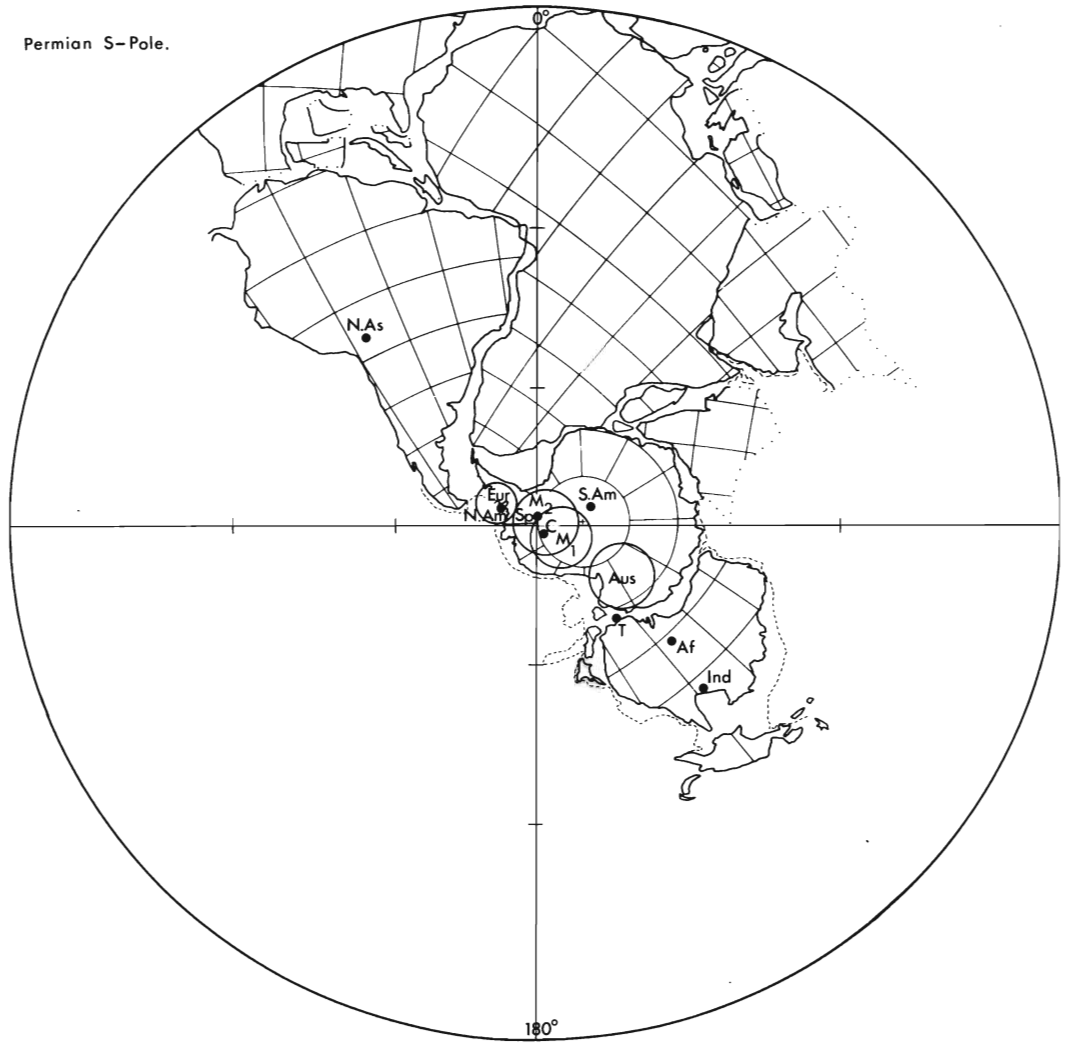 0°
Permian S-Pole.
N.As
Eur
M2
S.Am
N.Am
Sp
C
M1
Aus
T
Af
Ind
180°